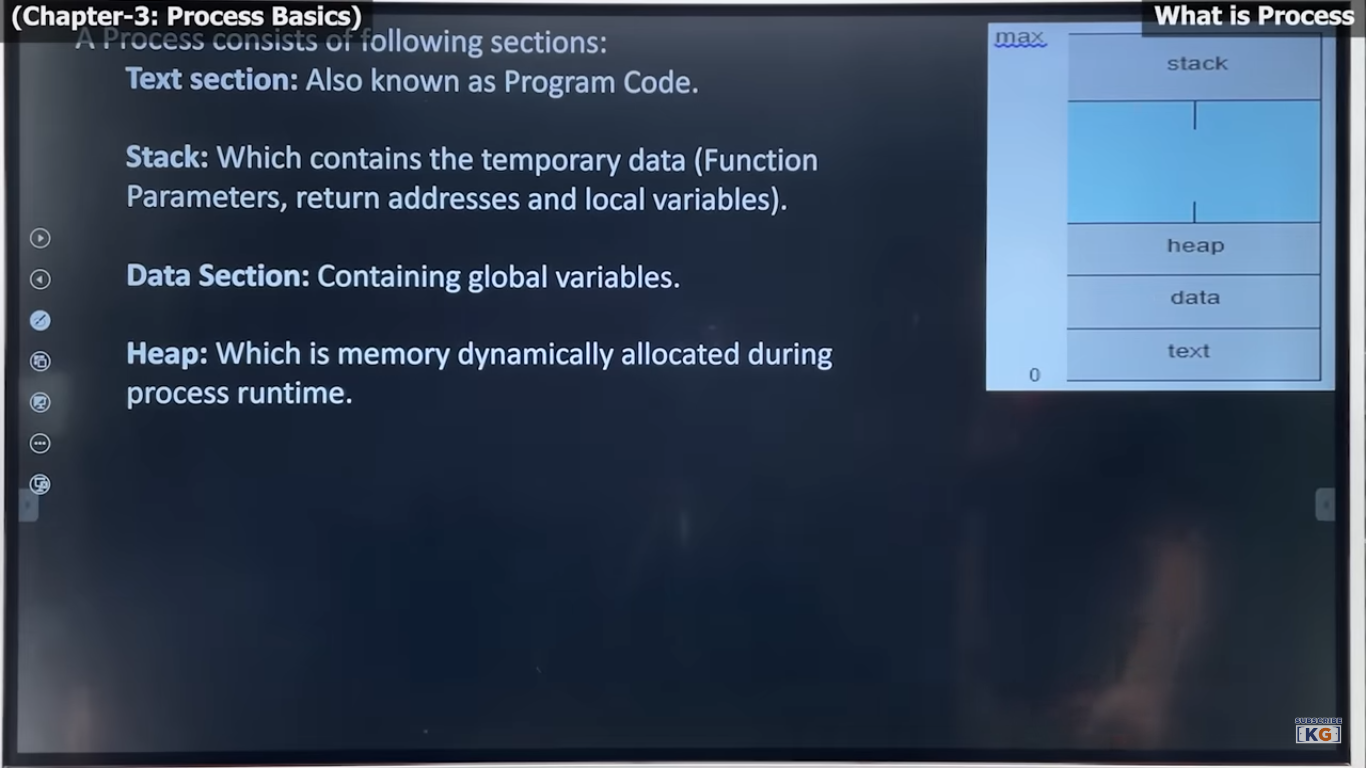 (Chapter-3: Process Basics)
What is Process
A Process consists of following sections:
Text section: Also known as Program Code.
Stack: Which contains the temporary data (Function
Parameters, return addresses and local variables).
Data Section: Containing global variables.
Heap: Which is memory dynamically allocated during
process runtime.
max
stack
heap
data
text
0
SUBSCRIBE
KG